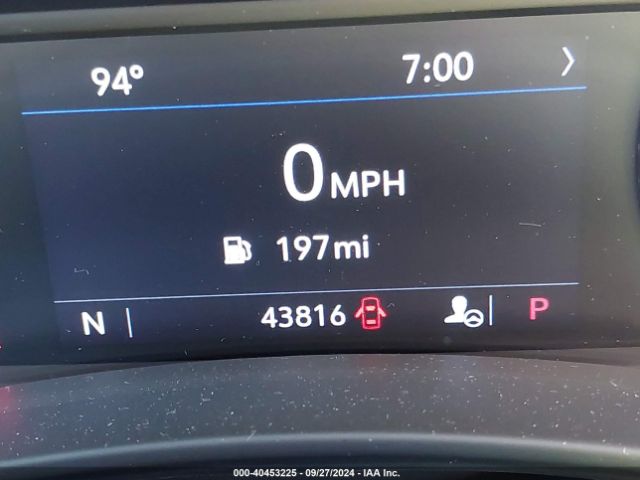 94° 7:00
0 MPH
197mi
N 43816 P
000-40453225 - 09/27/2024 - IAA Inc.